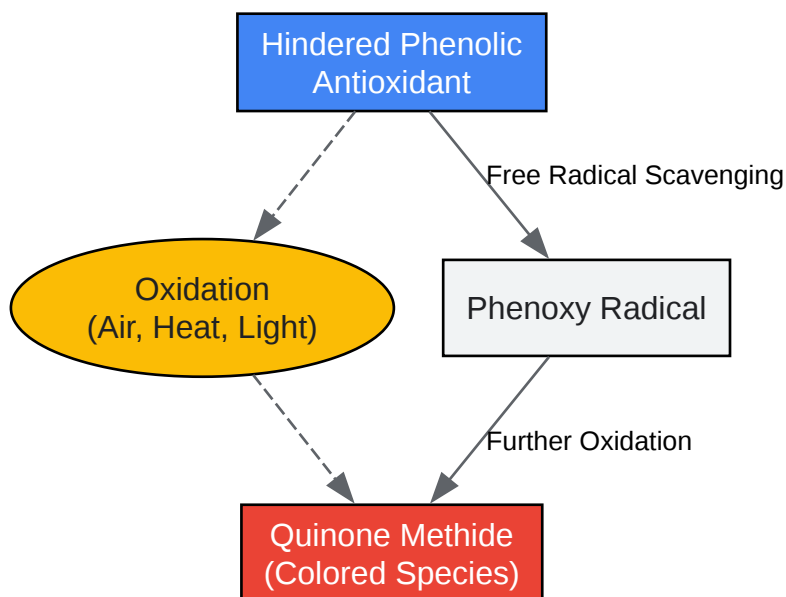 Hindered Phenolic
Antioxidant
Free Radical Scavenging
Oxidation
(Air, Heat, Light)
Phenoxy Radical
Further Oxidation
Quinone Methide
(Colored Species)